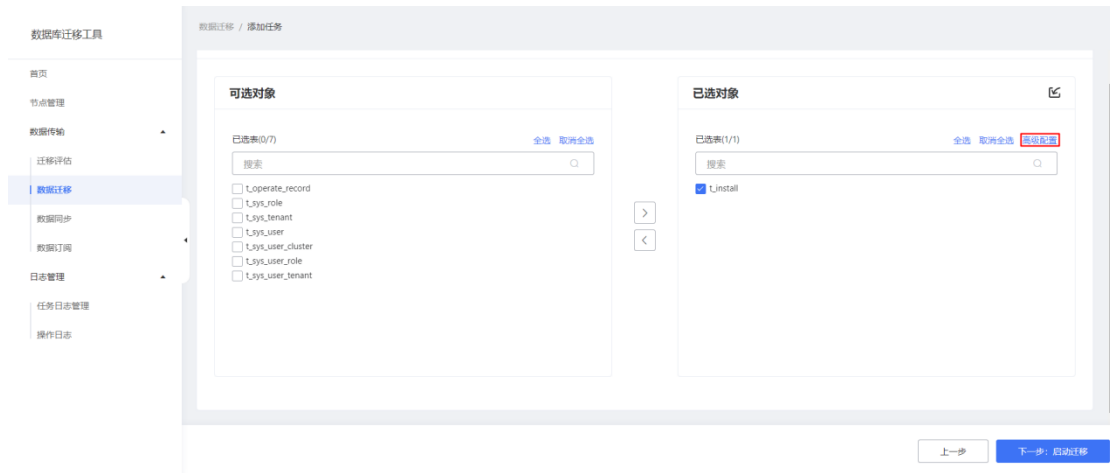 数据库迁移工具
首页
节点管理
数据传输
迁移评估
数据迁移
数据同步
数据订阅
日志管理
任务日志管理
操作日志
数据迁移 / 添加任务
可选对象
已选表(0/7) 全选 取消全选
搜索
t_operate_record
t_sys_role
t_sys_tenant
t_sys_user
t_sys_user_cluster
t_sys_user_role
t_sys_user_tenant
已选对象
已选表(1/1) 全选 取消全选 高级配置
搜索
t_install
上一步 下一步：启动迁移